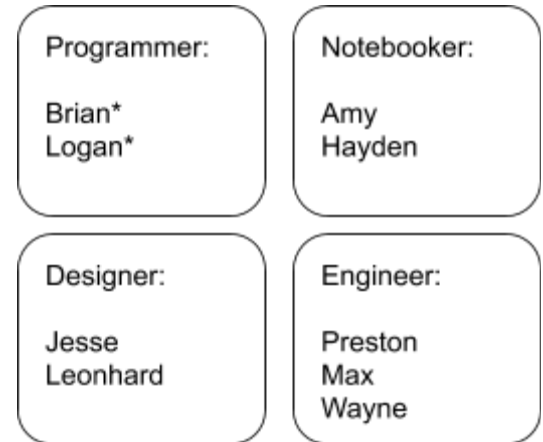 Programmer:
Brian*
Logan*
Notebooker:
Amy
Hayden
Designer:
Jesse
Leonhard
Engineer:
Preston
Max
Wayne